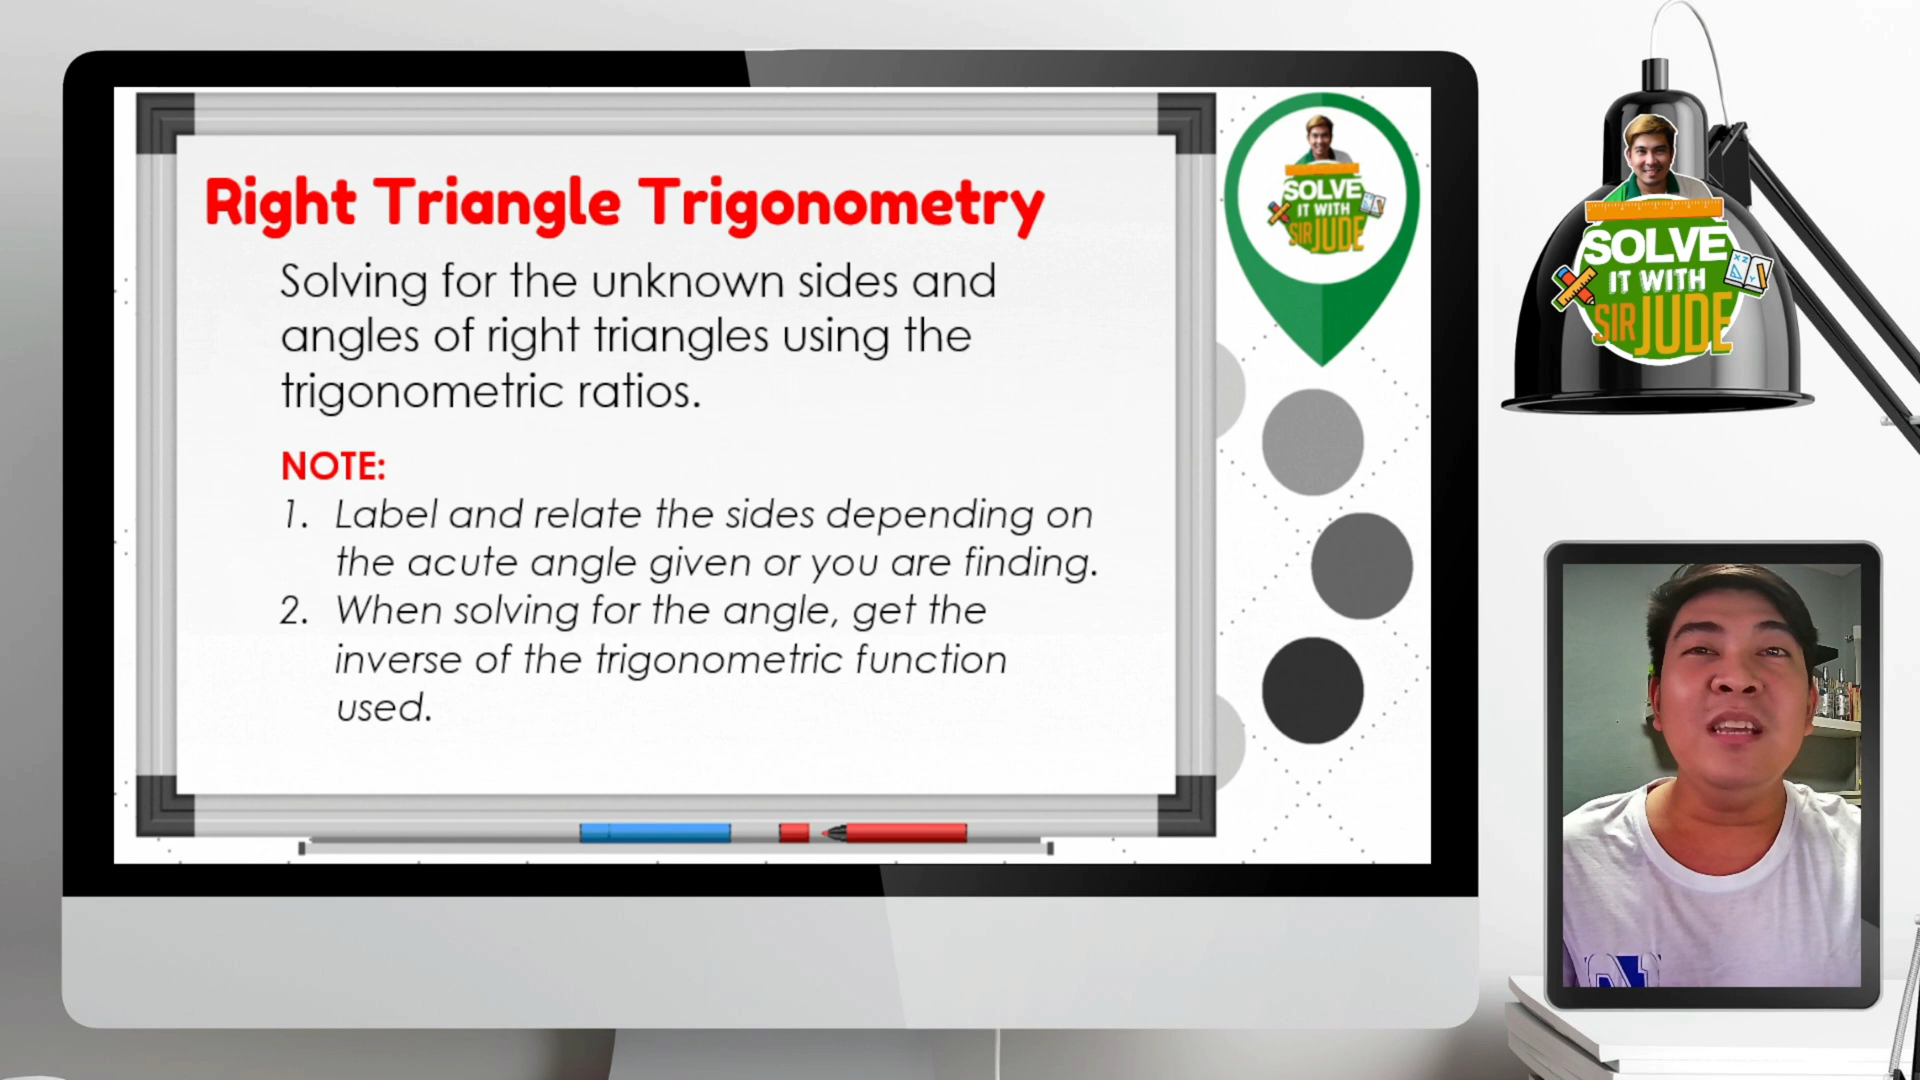 Right Triangle Trigonometry
Solving for the unknown sides and
angles of right triangles using the
trigonometric ratios.
NOTE:
1. Label and relate the sides depending on
the acute angle given or you are finding.
2. When solving for the angle, get the
inverse of the trigonometric function
used.
SOLVE
IT WITH
SIR JUDE
SOLVE
IT WITH
SIR JUDE